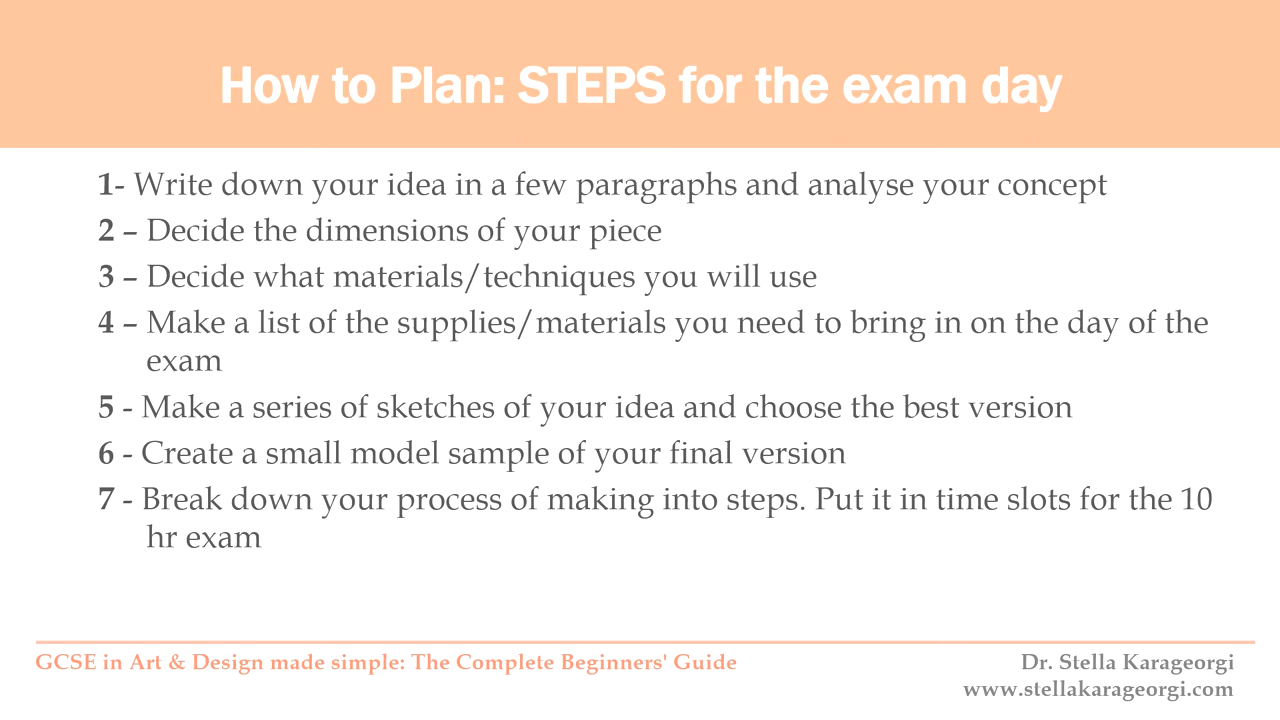 How to Plan: STEPS for the exam day
1- Write down your idea in a few paragraphs and analyse your concept
2 – Decide the dimensions of your piece
3 – Decide what materials/techniques you will use
4 – Make a list of the supplies/materials you need to bring in on the day of the
exam
5 - Make a series of sketches of your idea and choose the best version
6 - Create a small model sample of your final version
7 - Break down your process of making into steps. Put it in time slots for the 10
hr exam
GCSE in Art & Design made simple: The Complete Beginners' Guide
Dr. Stella Karageorgi
www.stellakarageorgi.com